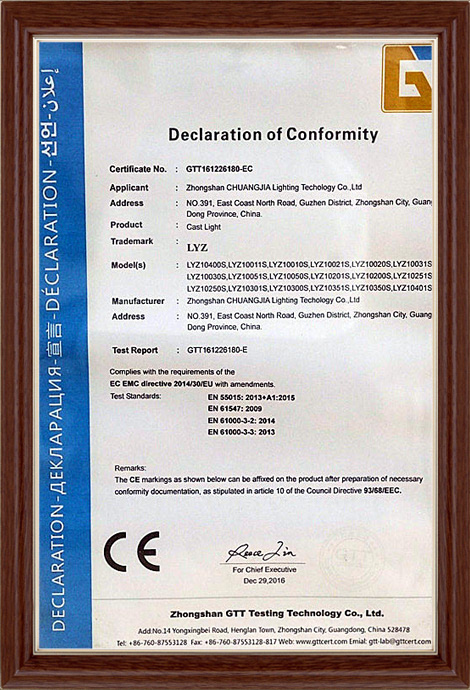 DECLARATION-ДЕКЛАРАЦИЯ-宣言-DÉCLARATION-선언-إعلان
Declaration of Conformity
Certificate No. : GTT161226180-EC
Applicant : Zhongshan CHUANGJIA Lighting Techology Co.,Ltd
Address : NO.391, East Coast North Road, Guzhen District, Zhongshan City, Guang
Dong Province, China.
Product : Cast Light
Trademark : LYZ
Model(s) : LYZ10400S,LYZ10011S,LYZ10010S,LYZ10021S,LYZ10020S,LYZ10031S
LYZ10030S,LYZ10051S,LYZ10050S,LYZ10201S,LYZ10200S,LYZ10251S
LYZ10250S,LYZ10301S,LYZ10300S,LYZ10351S,LYZ10350S,LYZ10401S
Manufacturer : Zhongshan CHUANGJIA Lighting Techology Co.,Ltd
Address : NO.391, East Coast North Road, Guzhen District, Zhongshan City, Guang
Dong Province, China.
Test Report : GTT161226180-E
Complies with the requirements of the
EC EMC directive 2014/30/EU with amendments.
Test Standards: EN 55015: 2013+A1:2015
EN 61547: 2009
EN 61000-3-2: 2014
EN 61000-3-3: 2013
Remarks:
The CE markings as shown below can be affixed on the product after preparation of necessary
conformity documentation, as stipulated in article 10 of the Council Directive 93/68/EEC.
CE
For Chief Executive
Dec 29,2016
Zhongshan GTT Testing Technology Co., Ltd.
Add:No.14 Yongxingbei Road, Henglan Town, Zhongshan City, Guangdong, China 528478
Tel: +86-760-87553128 Fax: +86-760-87553128-817 Web: www.gttcert.com Emial: gtt-lab@gttcert.com